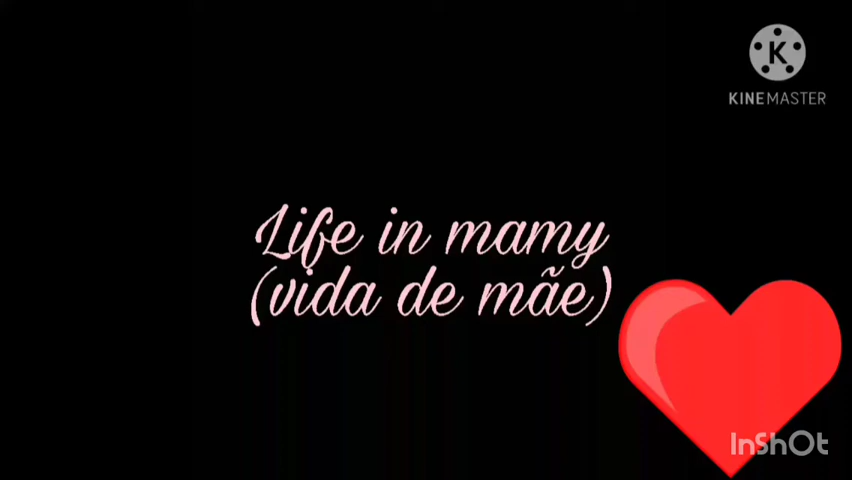 K
KINEMASTER
Life in mamy
(vida de mãe)
InShOt